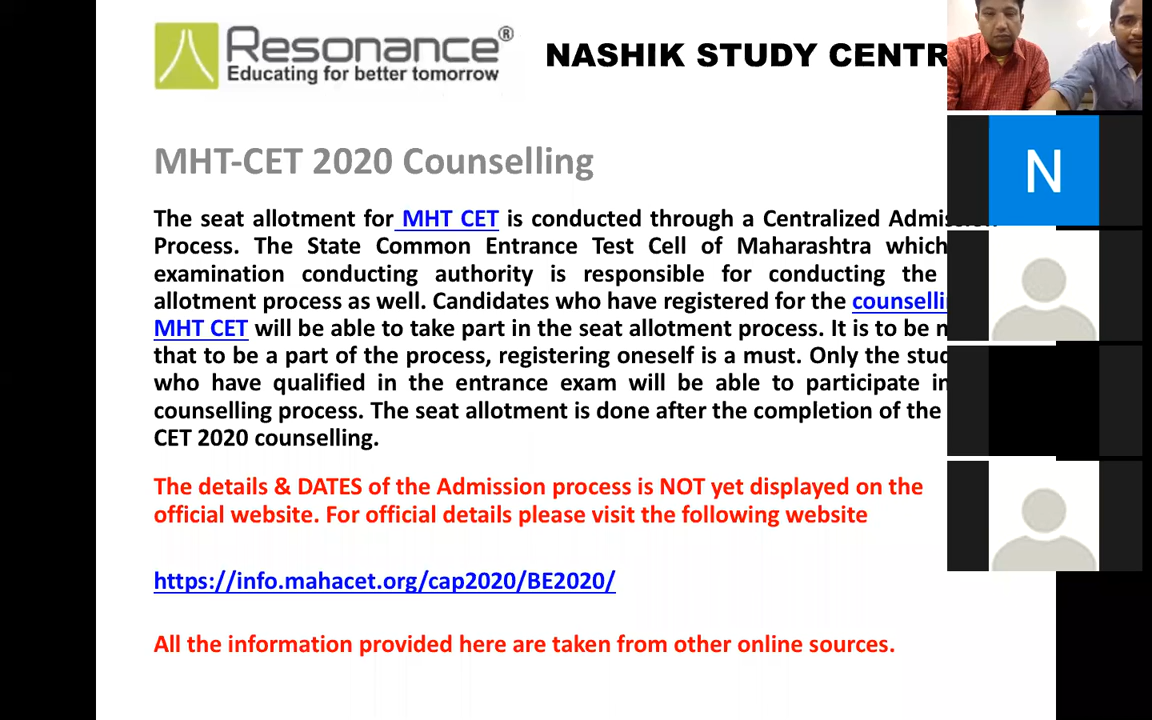 Resonance®
Educating for better tomorrow
NASHIK STUDY CENTR
MHT-CET 2020 Counselling
The seat allotment for MHT CET is conducted through a Centralized Admission
Process. The State Common Entrance Test Cell of Maharashtra which
examination conducting authority is responsible for conducting the
allotment process as well. Candidates who have registered for the counselli
MHT CET will be able to take part in the seat allotment process. It is to be n
that to be a part of the process, registering oneself is a must. Only the stud
who have qualified in the entrance exam will be able to participate in
counselling process. The seat allotment is done after the completion of the
CET 2020 counselling.
The details & DATES of the Admission process is NOT yet displayed on the
official website. For official details please visit the following website
https://info.mahacet.org/cap2020/BE2020/
All the information provided here are taken from other online sources.
N